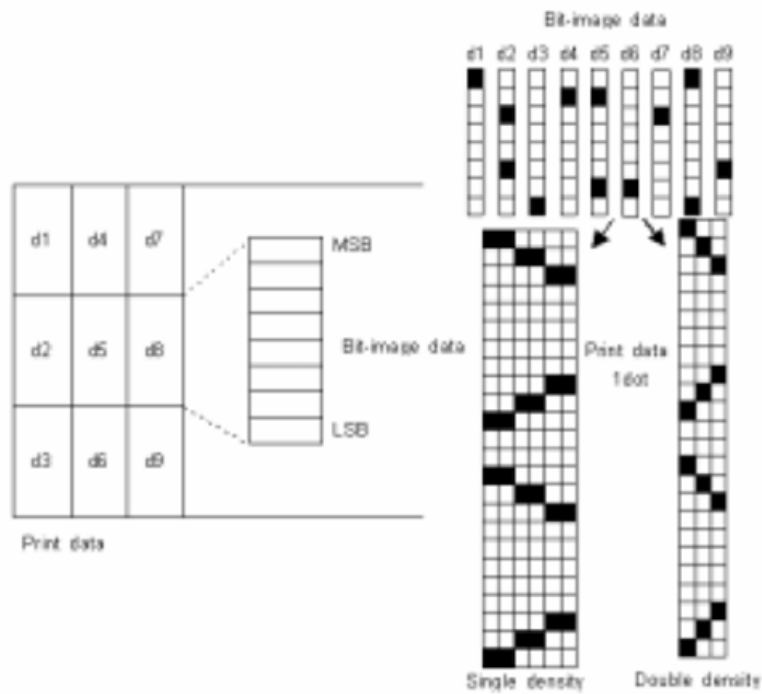 Bit-image data
d1 d2 d3 d4 d5 d6 d7 d8 d9
d1 d4 d7
MSB
d2 d5 d8
Bit-image data
Print data
1dot
LSB
d3 d6 d9
Print data
Single density
Double density